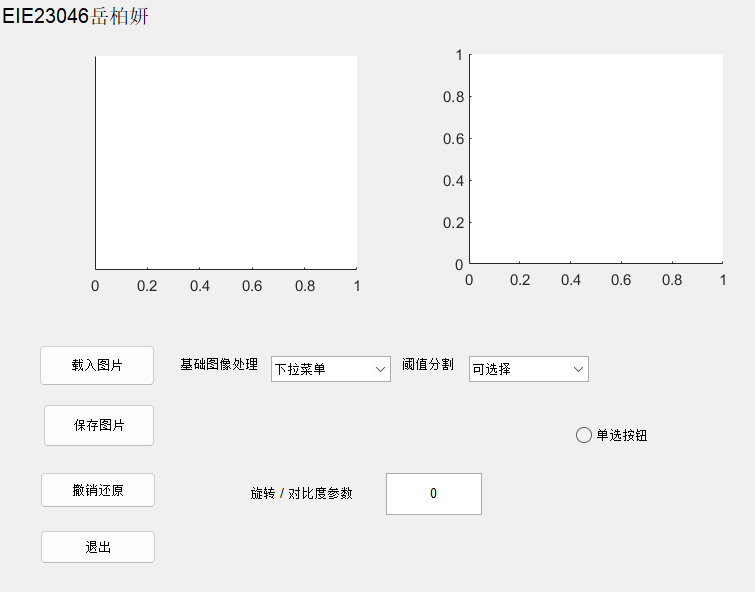 EIE23046岳柏妍
1
0.8
0.6
0.4
0.2
0
0 0.2 0.4 0.6 0.8 1
0 0.2 0.4 0.6 0.8 1
载入图片 基础图像处理 下拉菜单 阈值分割 可选择
保存图片
单选按钮
撤销还原 旋转 / 对比度参数 0
退出